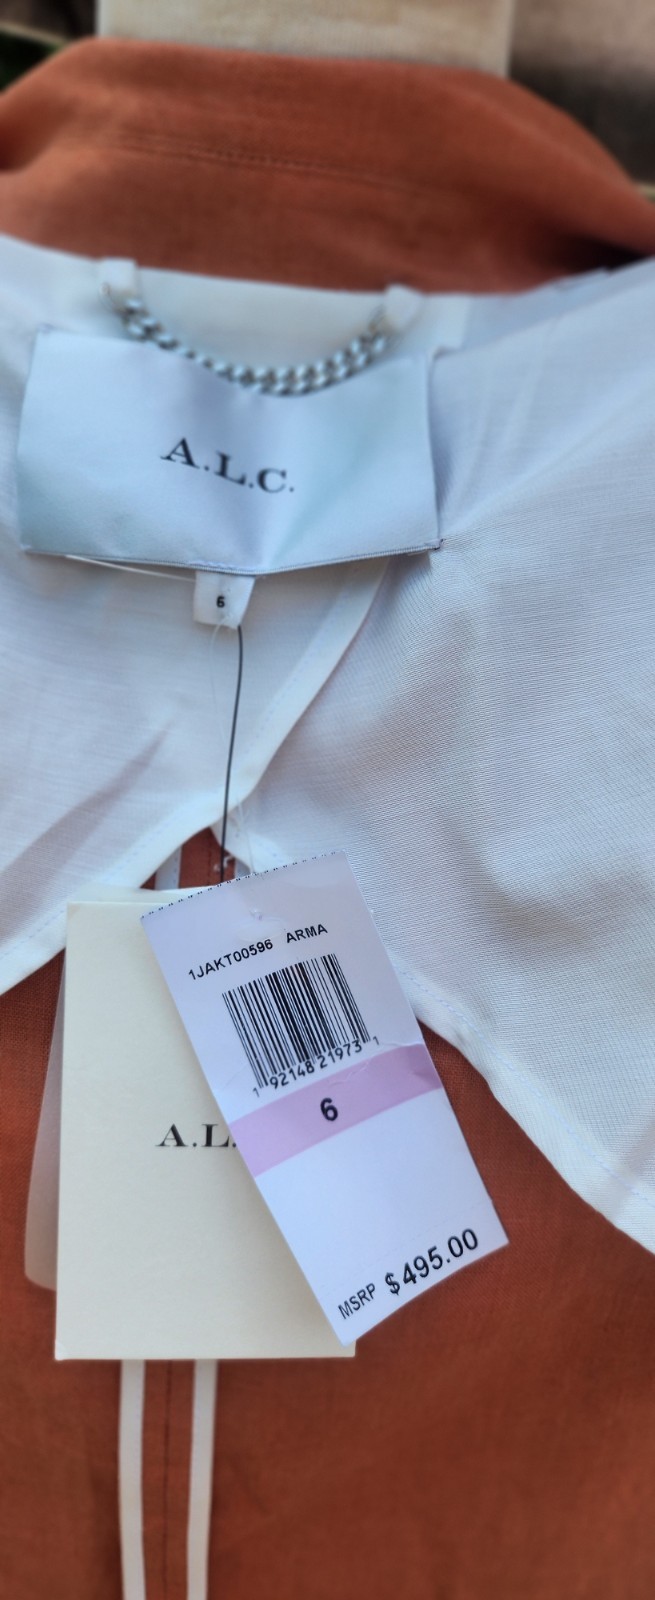 A.L.C.
6
1JAKT00596 ARMA
1 92148 21973 1
6
A.L.
MSRP $495.00